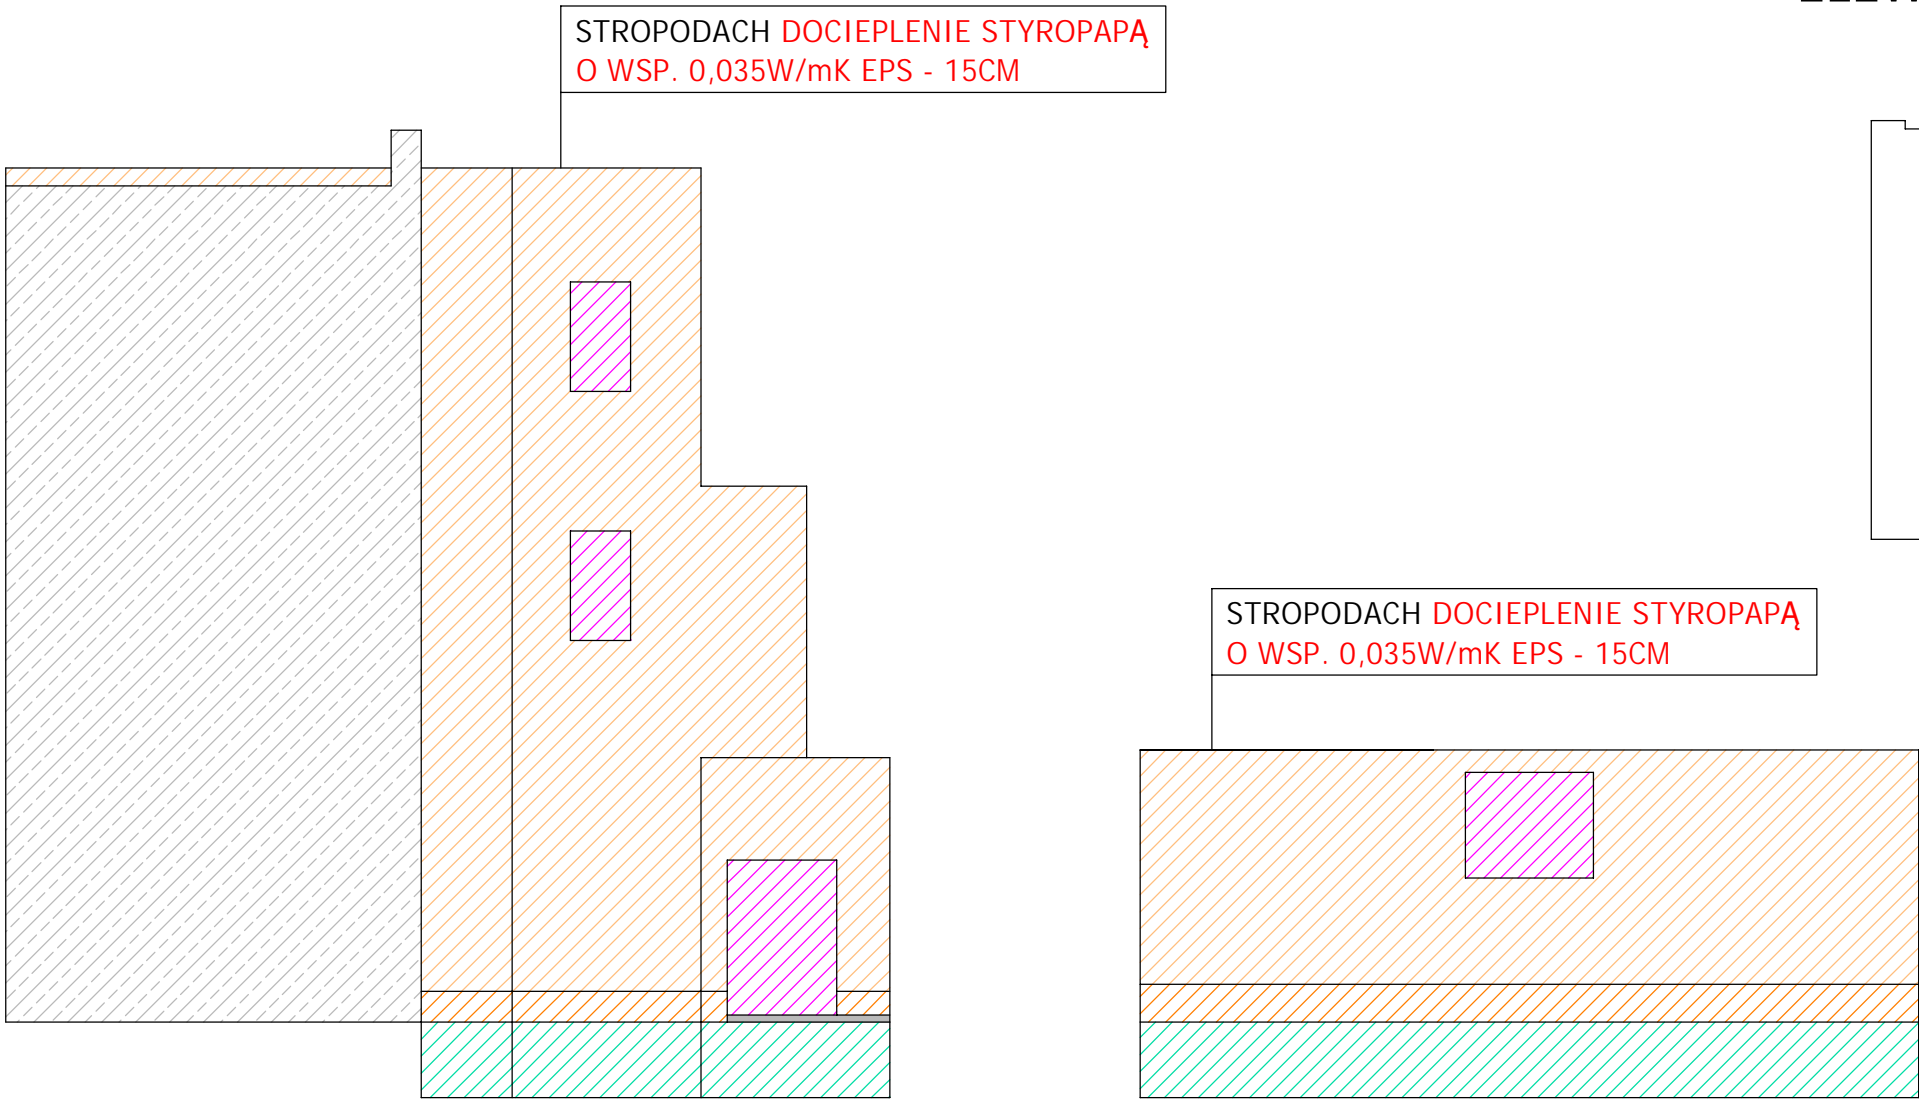 STROPODACH DOCIEPLENIE STYROPAPĄ
O WSP. 0,035W/mK EPS - 15CM
STROPODACH DOCIEPLENIE STYROPAPĄ
O WSP. 0,035W/mK EPS - 15CM